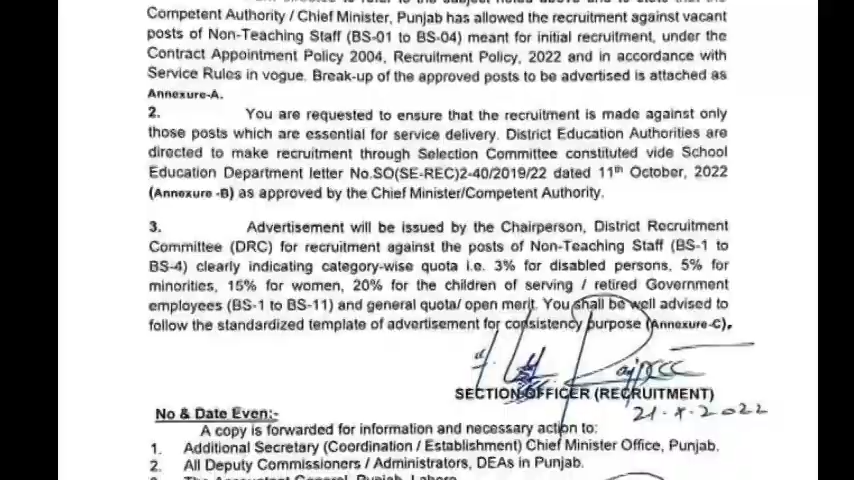 Competent Authority / Chief Minister, Punjab has allowed the recruitment against vacant
posts of Non-Teaching Staff (BS-01 to BS-04) meant for initial recruitment, under the
Contract Appointment Policy 2004, Recruitment Policy, 2022 and in accordance with
Service Rules in vogue. Break-up of the approved posts to be advertised is attached as
Annexure-A.
2. You are requested to ensure that the recruitment is made against only
those posts which are essential for service delivery. District Education Authorities are
directed to make recruitment through Selection Committee constituted vide School
Education Department letter No.SO(SE-REC)2-40/2019/22 dated 11th October, 2022
(Annexure -B) as approved by the Chief Minister/Competent Authority.
3. Advertisement will be issued by the Chairperson, District Recruitment
Committee (DRC) for recruitment against the posts of Non-Teaching Staff (BS-1 to
BS-4) clearly indicating category-wise quota i.e. 3% for disabled persons, 5% for
minorities, 15% for women, 20% for the children of serving / retired Government
employees (BS-1 to BS-11) and general quota/ open merit. You shall be well advised to
follow the standardized template of advertisement for consistency purpose (Annexure-C).
SECTION OFFICER (RECRUITMENT)
21-X-2022
No & Date Even:-
A copy is forwarded for information and necessary action to:
1. Additional Secretary (Coordination / Establishment) Chief Minister Office, Punjab.
2. All Deputy Commissioners / Administrators, DEAs in Punjab.